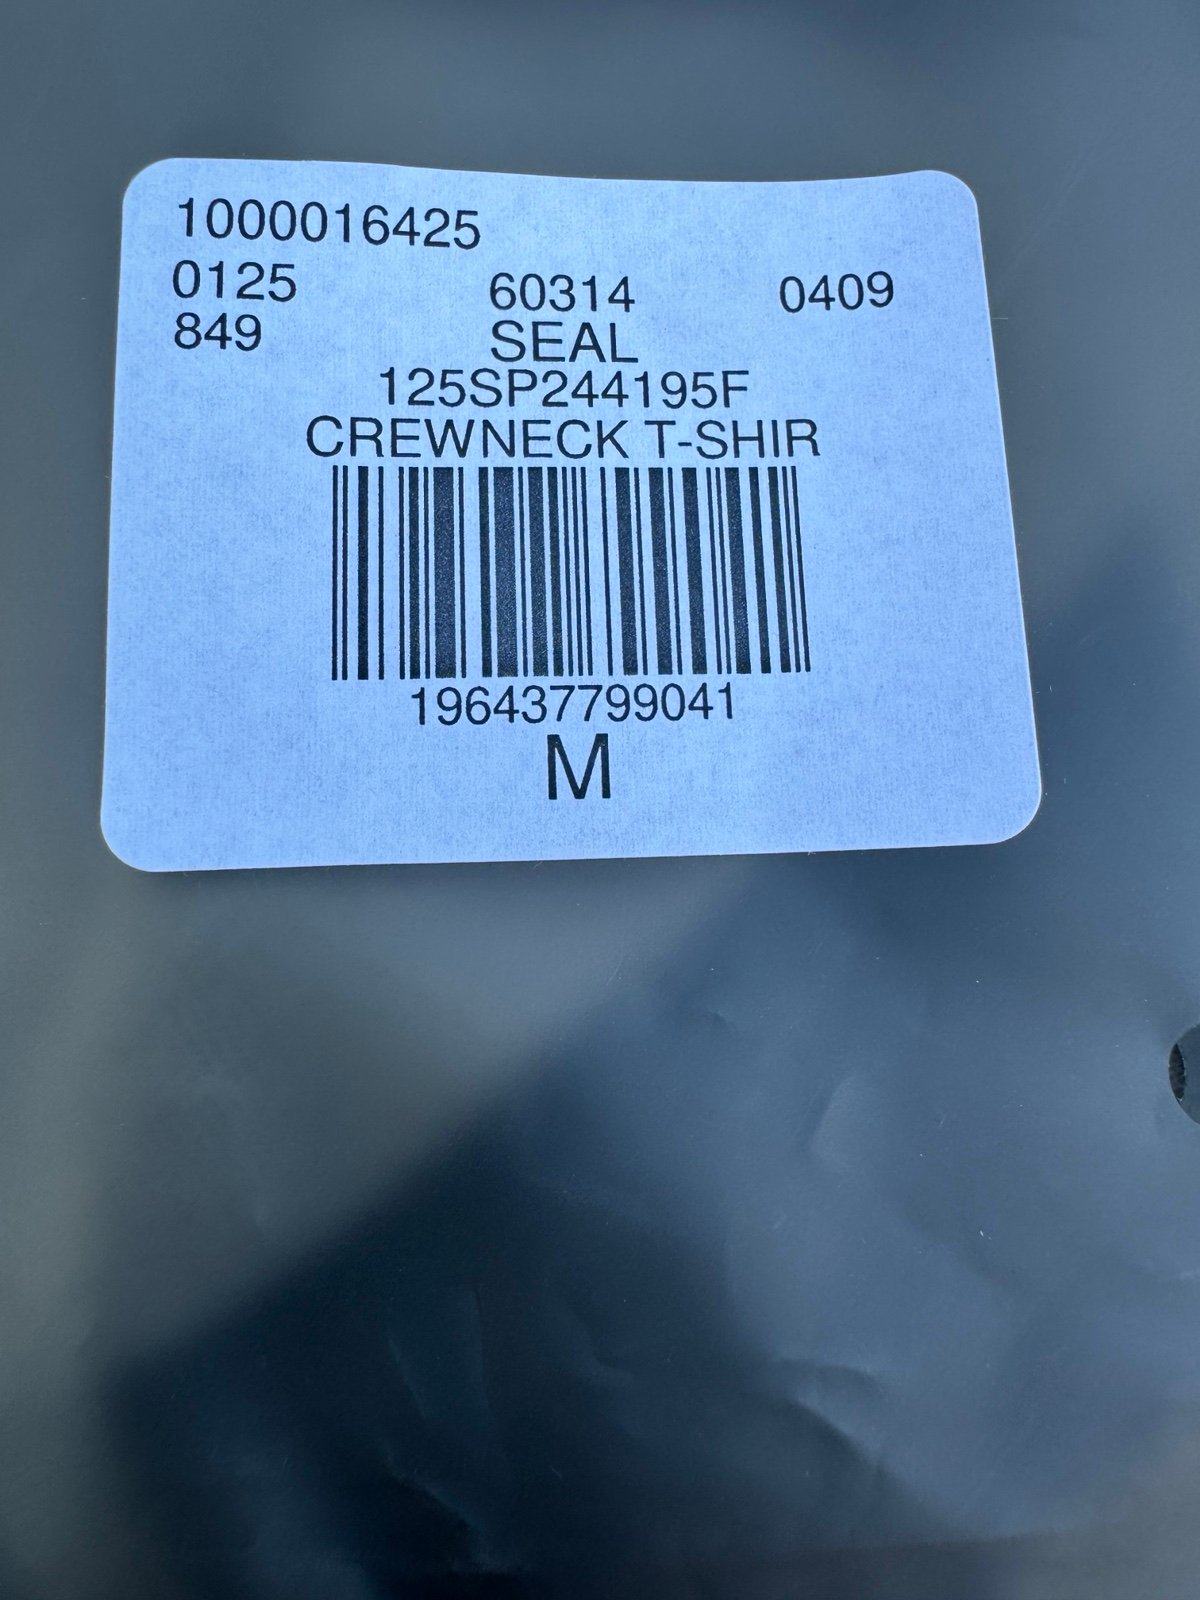 1000016425
0125 60314 0409
849 SEAL
125SP244195F
CREWNECK T-SHIR
196437799041
M